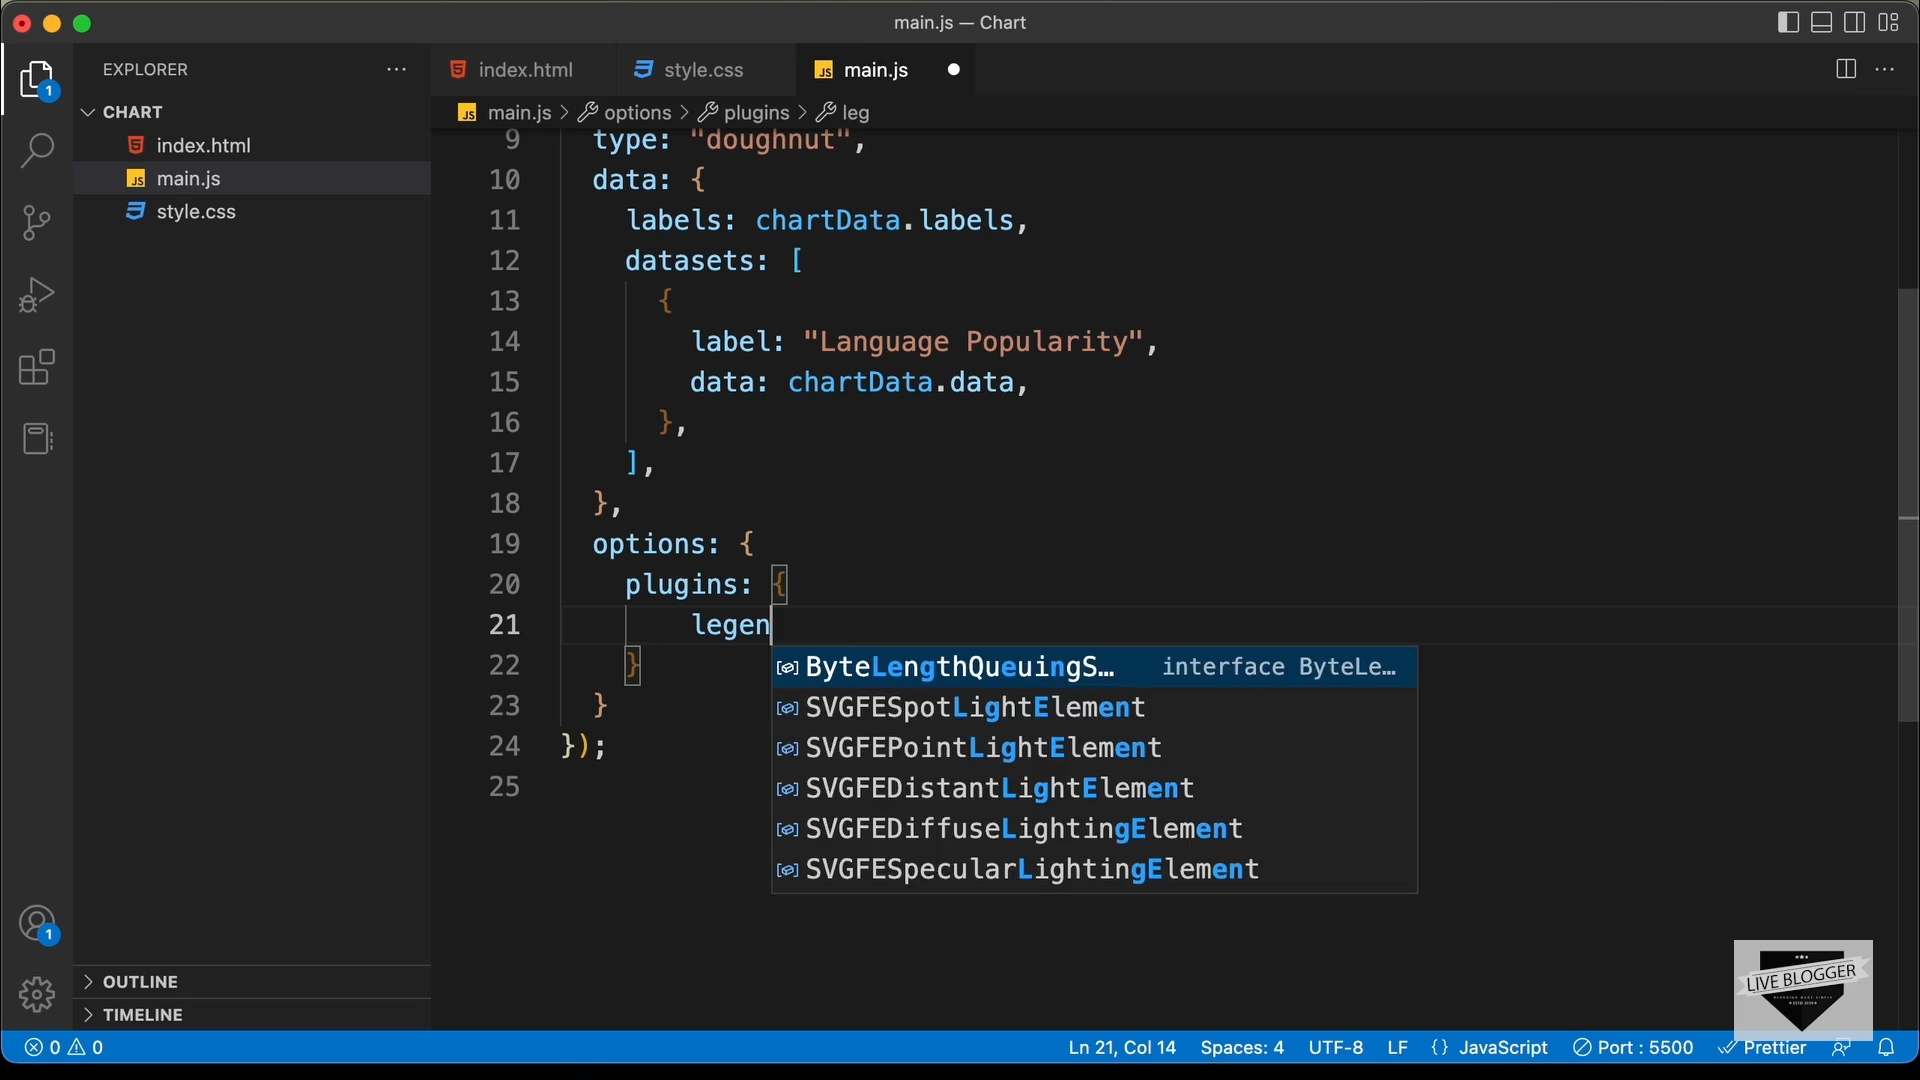 main.js — Chart
EXPLORER
index.html
style.css
main.js
CHART
main.js
options
plugins
leg
index.html
main.js
style.css
9 type: "doughnut",
10 data: {
11 labels: chartData.labels,
12 datasets: [
13 {
14 label: "Language Popularity",
15 data: chartData.data,
16 },
17 ],
18 },
19 options: {
20 plugins: {
21 legen
22 }
23 }
24 });
25
ByteLengthQueuingS… interface ByteLe…
SVGFESpotLightElement
SVGFEPointLightElement
SVGFEDistantLightElement
SVGFEDiffuseLightingElement
SVGFESpecularLightingElement
1
1
OUTLINE
TIMELINE
LIVE BLOGGER
0 0
Ln 21, Col 14
Spaces: 4
UTF-8
LF
{} JavaScript
Port : 5500
Prettier